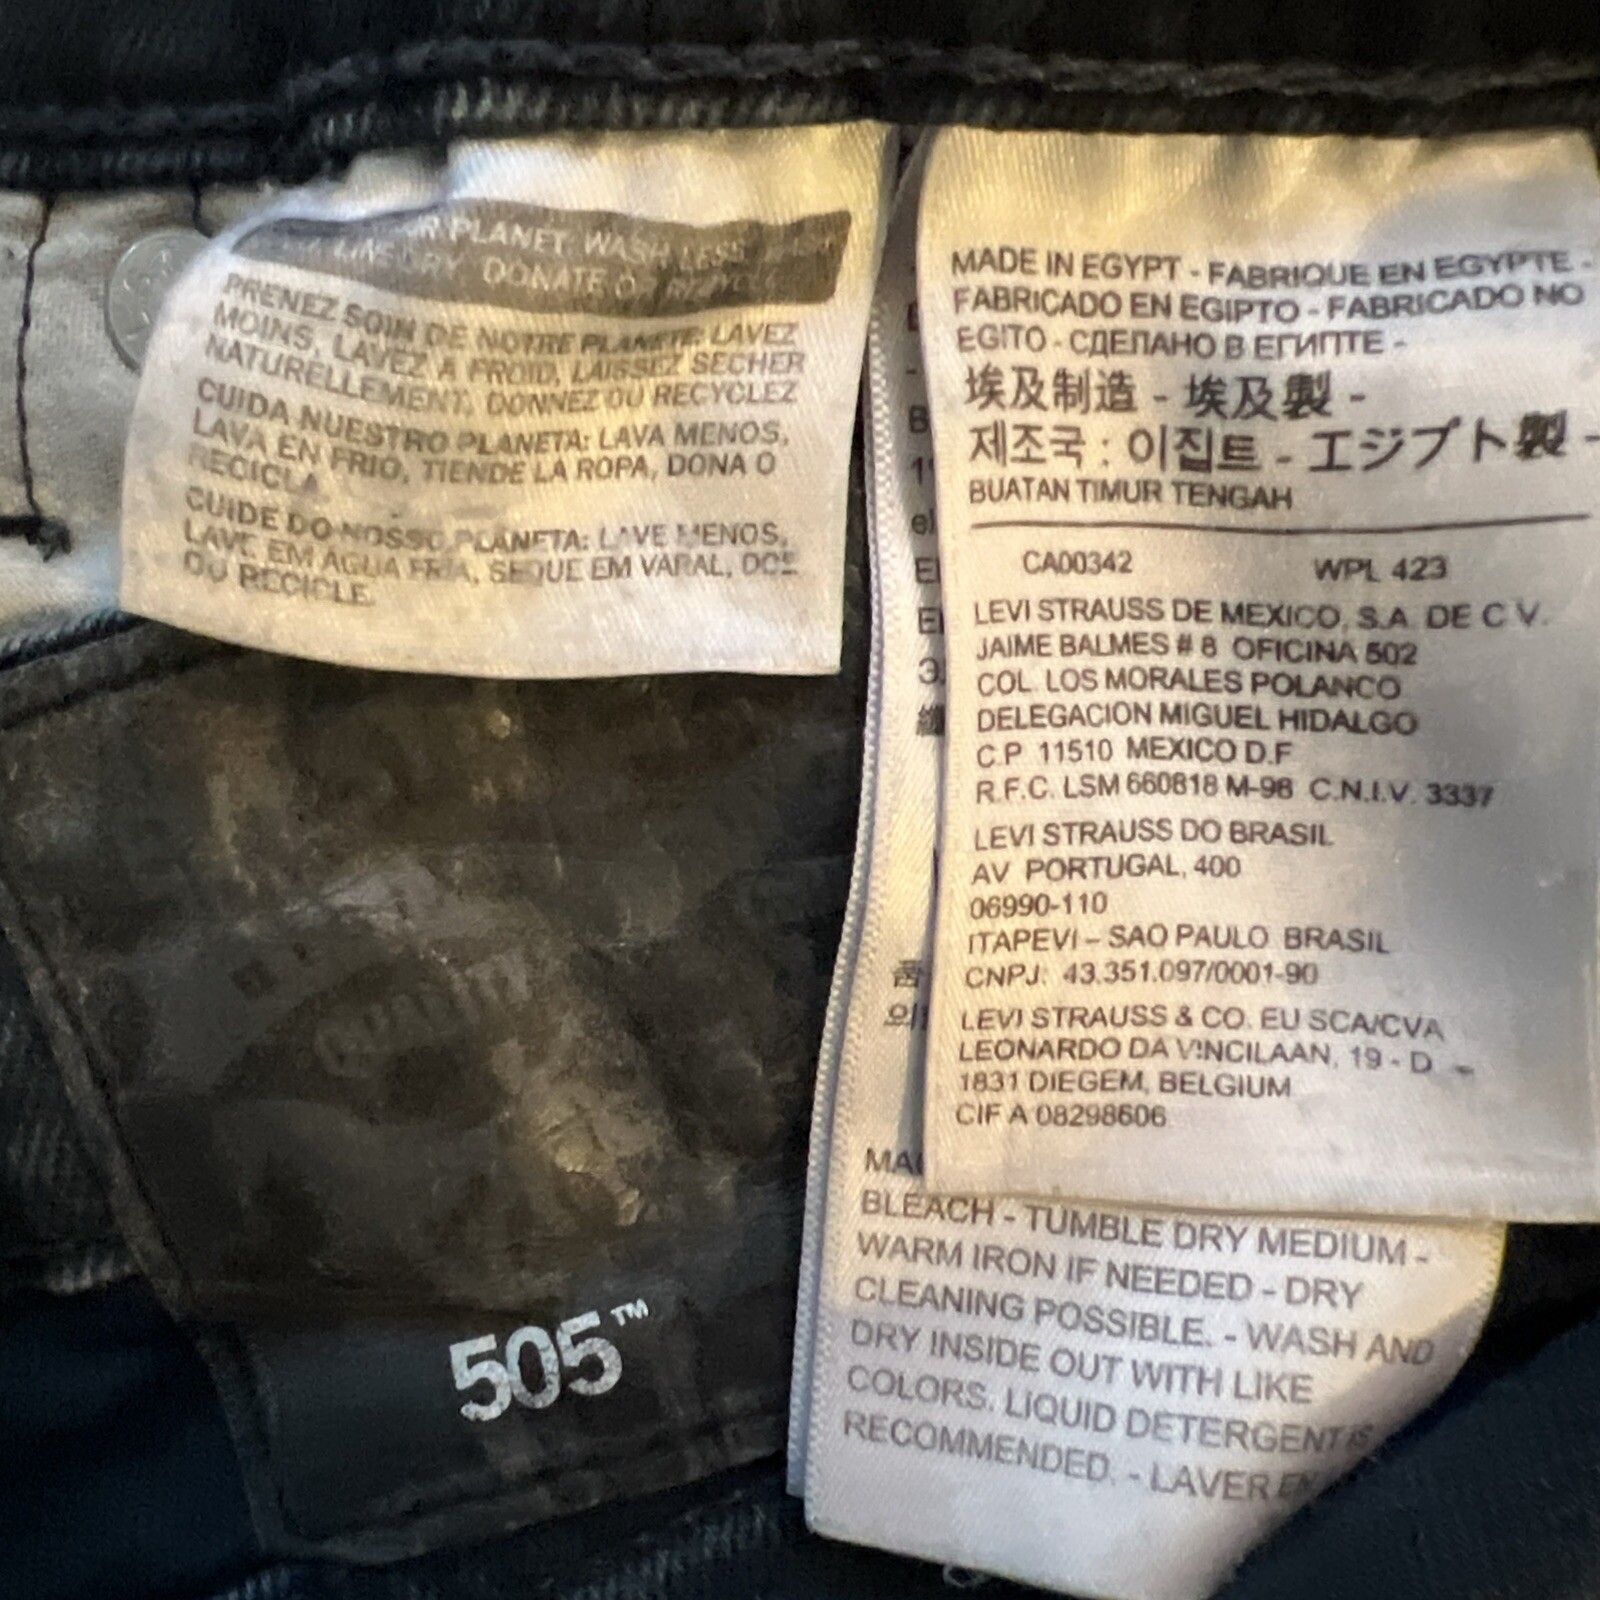 PLANET: WASH LESS, WASH
LINE DRY, DONATE OR RECYCLE
PRENEZ SOIN DE NOTRE PLANETE: LAVEZ
MOINS, LAVEZ A FROID, LAISSEZ SECHER
NATURELLEMENT, DONNEZ OU RECYCLEZ
CUIDA NUESTRO PLANETA: LAVA MENOS,
LAVA EN FRIO, TIENDE LA ROPA, DONA O
RECICLA
CUIDE DO NOSSO PLANETA: LAVE MENOS,
LAVE EM AGUA FRIA, SEQUE EM VARAL, DOE
OU RECICLE
505™
MADE IN EGYPT - FABRIQUE EN EGYPTE -
FABRICADO EN EGIPTO - FABRICADO NO
EGITO - СДЕЛАНО В ЕГИПТЕ -
埃及制造 - 埃及製 -
제조국 : 이집트 - エジプト製 -
BUATAN TIMUR TENGAH
CA00342 WPL 423
LEVI STRAUSS DE MEXICO, S.A. DE C.V.
JAIME BALMES # 8 OFICINA 502
COL. LOS MORALES POLANCO
DELEGACION MIGUEL HIDALGO
C.P 11510 MEXICO D.F
R.F.C. LSM 660818 M-98 C.N.I.V. 3337
LEVI STRAUSS DO BRASIL
AV PORTUGAL, 400
06990-110
ITAPEVI – SAO PAULO BRASIL
CNPJ: 43.351.097/0001-90
LEVI STRAUSS & CO. EU SCA/CVA
LEONARDO DA VINCILAAN, 19 - D -
1831 DIEGEM, BELGIUM
CIF A 08298606
BLEACH - TUMBLE DRY MEDIUM -
WARM IRON IF NEEDED - DRY
CLEANING POSSIBLE. - WASH AND
DRY INSIDE OUT WITH LIKE
COLORS. LIQUID DETERGENT IS
RECOMMENDED. - LAVER EN